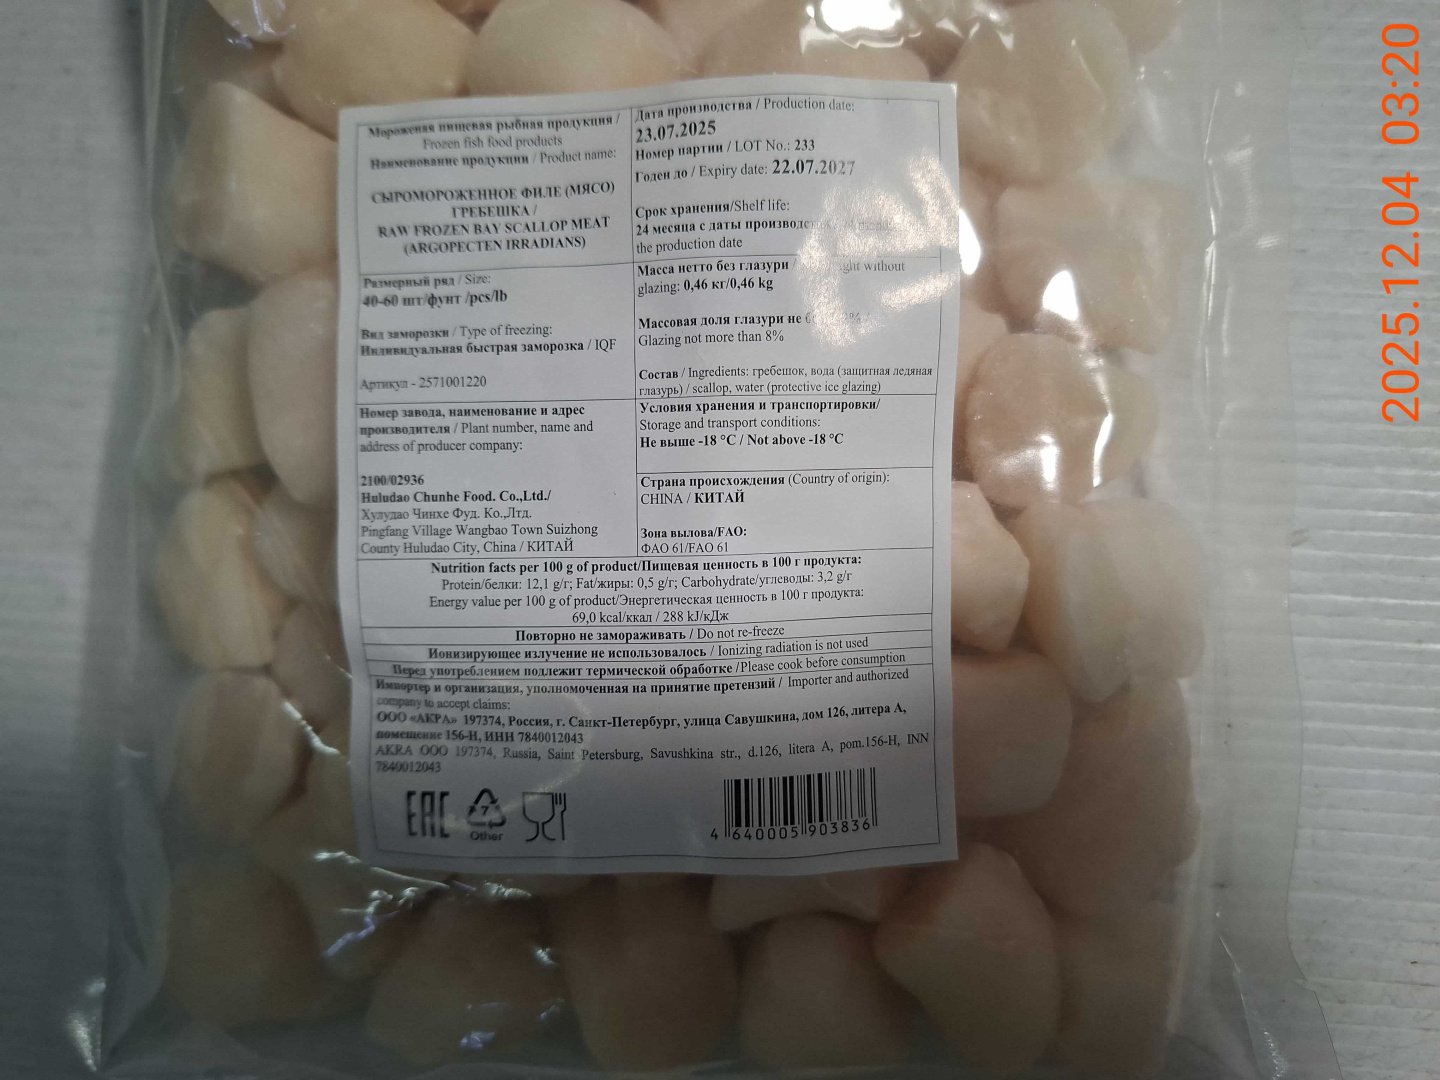 Мороженая пищевая рыбная продукция /
Frozen fish food products
Наименование продукции / Product name:
СЫРОМОРОЖЕННОЕ ФИЛЕ (МЯСО)
ГРЕБЕШКА /
RAW FROZEN BAY SCALLOP MEAT
(ARGOPECTEN IRRADIANS)
Размерный ряд / Size:
40-60 шт/фунт /pcs/lb
Вид заморозки / Type of freezing:
Индивидуальная быстрая заморозка / IQF
Артикул - 2571001220
Номер завода, наименование и адрес
производителя / Plant number, name and
address of producer company:
2100/02936
Huludao Chunhe Food. Co.,Ltd./
Хулудао Чинхе Фуд. Ко.,Лтд.
Pingfang Village Wangbao Town Suizhong
County Huludao City, China / КИТАЙ
Дата производства / Production date:
23.07.2025
Номер партии / LOT No.: 233
Годен до / Expiry date: 22.07.2027
Срок хранения/Shelf life:
24 месяца с даты
the production date
Масса нетто без глазури / without
glazing: 0,46 кг/0,46 kg
Массовая доля глазури не
Glazing not more than 8%
Состав / Ingredients: гребешок, вода (защитная ледяная
глазурь) / scallop, water (protective ice glazing)
Условия хранения и транспортировки/
Storage and transport conditions:
Не выше -18 °С / Not above -18 °C
Страна происхождения (Country of origin):
CHINA / КИТАЙ
Зона вылова/FAO:
ФАО 61/FAO 61
Nutrition facts per 100 g of product/Пищевая ценность в 100 г продукта:
Protein/белки: 12,1 g/г; Fat/жиры: 0,5 g/г; Carbohydrate/углеводы: 3,2 g/г
Energy value per 100 g of product/Энергетическая ценность в 100 г продукта:
69,0 kcal/ккал / 288 kJ/кДж
Повторно не замораживать / Do not re-freeze
Ионизирующее излучение не использовалось / Ionizing radiation is not used
Перед употреблением подлежит термической обработке /Please cook before consumption
Импортер и организация, уполномоченная на принятие претензий / Importer and authorized
company to accept claims:
ООО «АКРА» 197374, Россия, г. Санкт-Петербург, улица Савушкина, дом 126, литера А,
помещение 156-Н, ИНН 7840012043
AKRA OOO 197374, Russia, Saint Petersburg, Savushkina str., d.126, litera A, pom.156-H, INN
7840012043
EAC
7
Other
4 640005 903836
2025.12.04 03:20